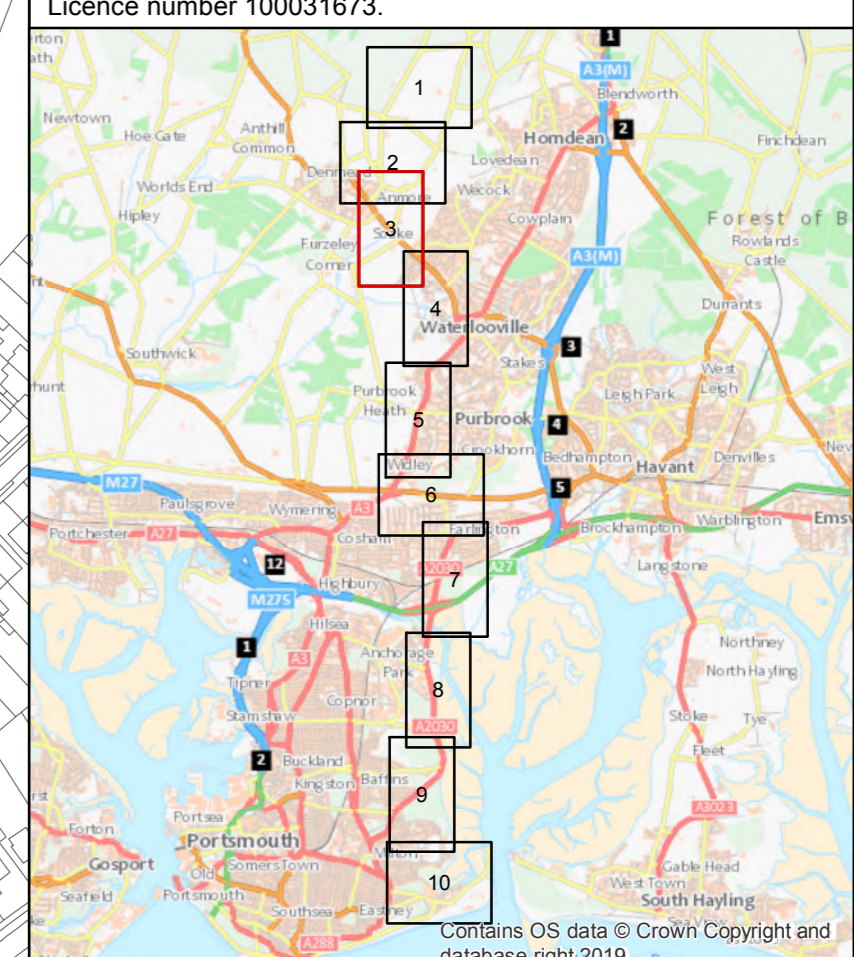 Licence number 100031673.
1
A3(M)
Blendworth
Newtown
1
2
Hoe Gate
Anthill
Common
Horndean
Finchdean
Lovedean
2
Denmead
Worlds End
Anmore
Wecock
Hipley
Cowplain
Forest of B
3
Rowlands
Castle
Furzeley
Corner
A3(M)
Durrants
4
Waterlooville
3
Southwick
Stakes
West
Leigh
Leigh Park
Purbrook
Heath
5
Purbrook
4
Crookhorn
Bedhampton
Denvilles
Widley
Havant
M27
6
5
Paulsgrove
Wymering
A3
Warblington
Portchester
A27
Cosham
Farlington
Brockhampton
Emsw
12
A2030
A27
Langstone
7
Highbury
M275
Hilsea
1
A3
Anchorage
Park
Northney
North Hayling
Tipner
8
Copnor
Stamshaw
Stoke
Tye
A2030
2
Buckland
Fleet
Kingston
Baffins
9
A3023
Portsea
Forton
Portsmouth
Milton
Gosport
Somers Town
Gable Head
Old
Portsmouth
10
West Town
Seafield
South Hayling
Southsea
Eastney
A288
Contains OS data © Crown Copyright and
database right 2019